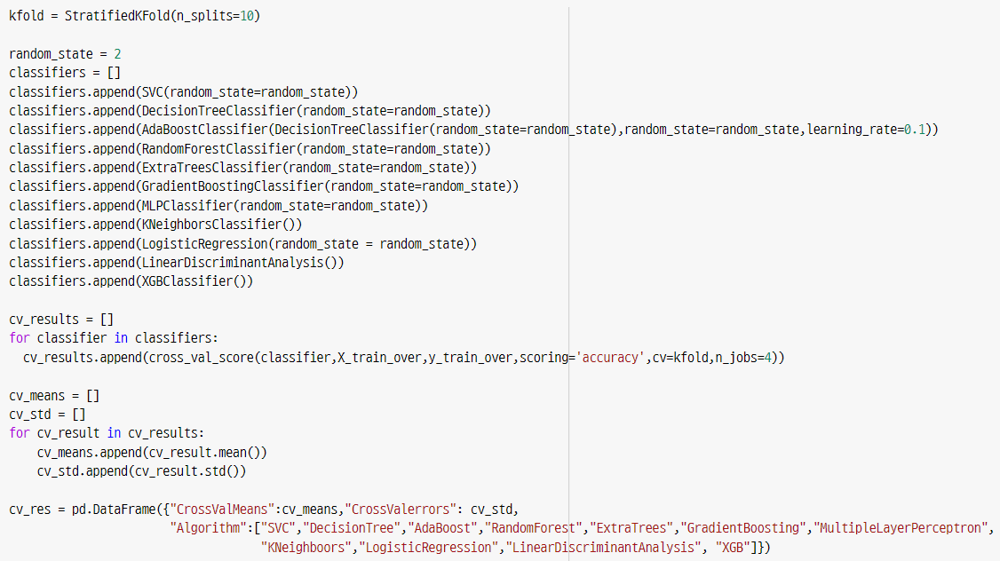 kfold = StratifiedKFold(n_splits=10)
random_state = 2
classifiers = []
classifiers.append(SVC(random_state=random_state))
classifiers.append(DecisionTreeClassifier(random_state=random_state))
classifiers.append(AdaBoostClassifier(DecisionTreeClassifier(random_state=random_state),random_state=random_state,learning_rate=0.1))
classifiers.append(RandomForestClassifier(random_state=random_state))
classifiers.append(ExtraTreesClassifier(random_state=random_state))
classifiers.append(GradientBoostingClassifier(random_state=random_state))
classifiers.append(MLPClassifier(random_state=random_state))
classifiers.append(KNeighborsClassifier())
classifiers.append(LogisticRegression(random_state = random_state))
classifiers.append(LinearDiscriminantAnalysis())
classifiers.append(XGBClassifier())
cv_results = []
for classifier in classifiers:
  cv_results.append(cross_val_score(classifier,X_train_over,y_train_over,scoring='accuracy',cv=kfold,n_jobs=4))
cv_means = []
cv_std = []
for cv_result in cv_results:
    cv_means.append(cv_result.mean())
    cv_std.append(cv_result.std())
cv_res = pd.DataFrame({"CrossValMeans":cv_means,"CrossValerrors": cv_std,
                       "Algorithm":["SVC","DecisionTree","AdaBoost","RandomForest","ExtraTrees","GradientBoosting","MultipleLayerPerceptron",
                                    "KNeighboors","LogisticRegression","LinearDiscriminantAnalysis", "XGB"]})